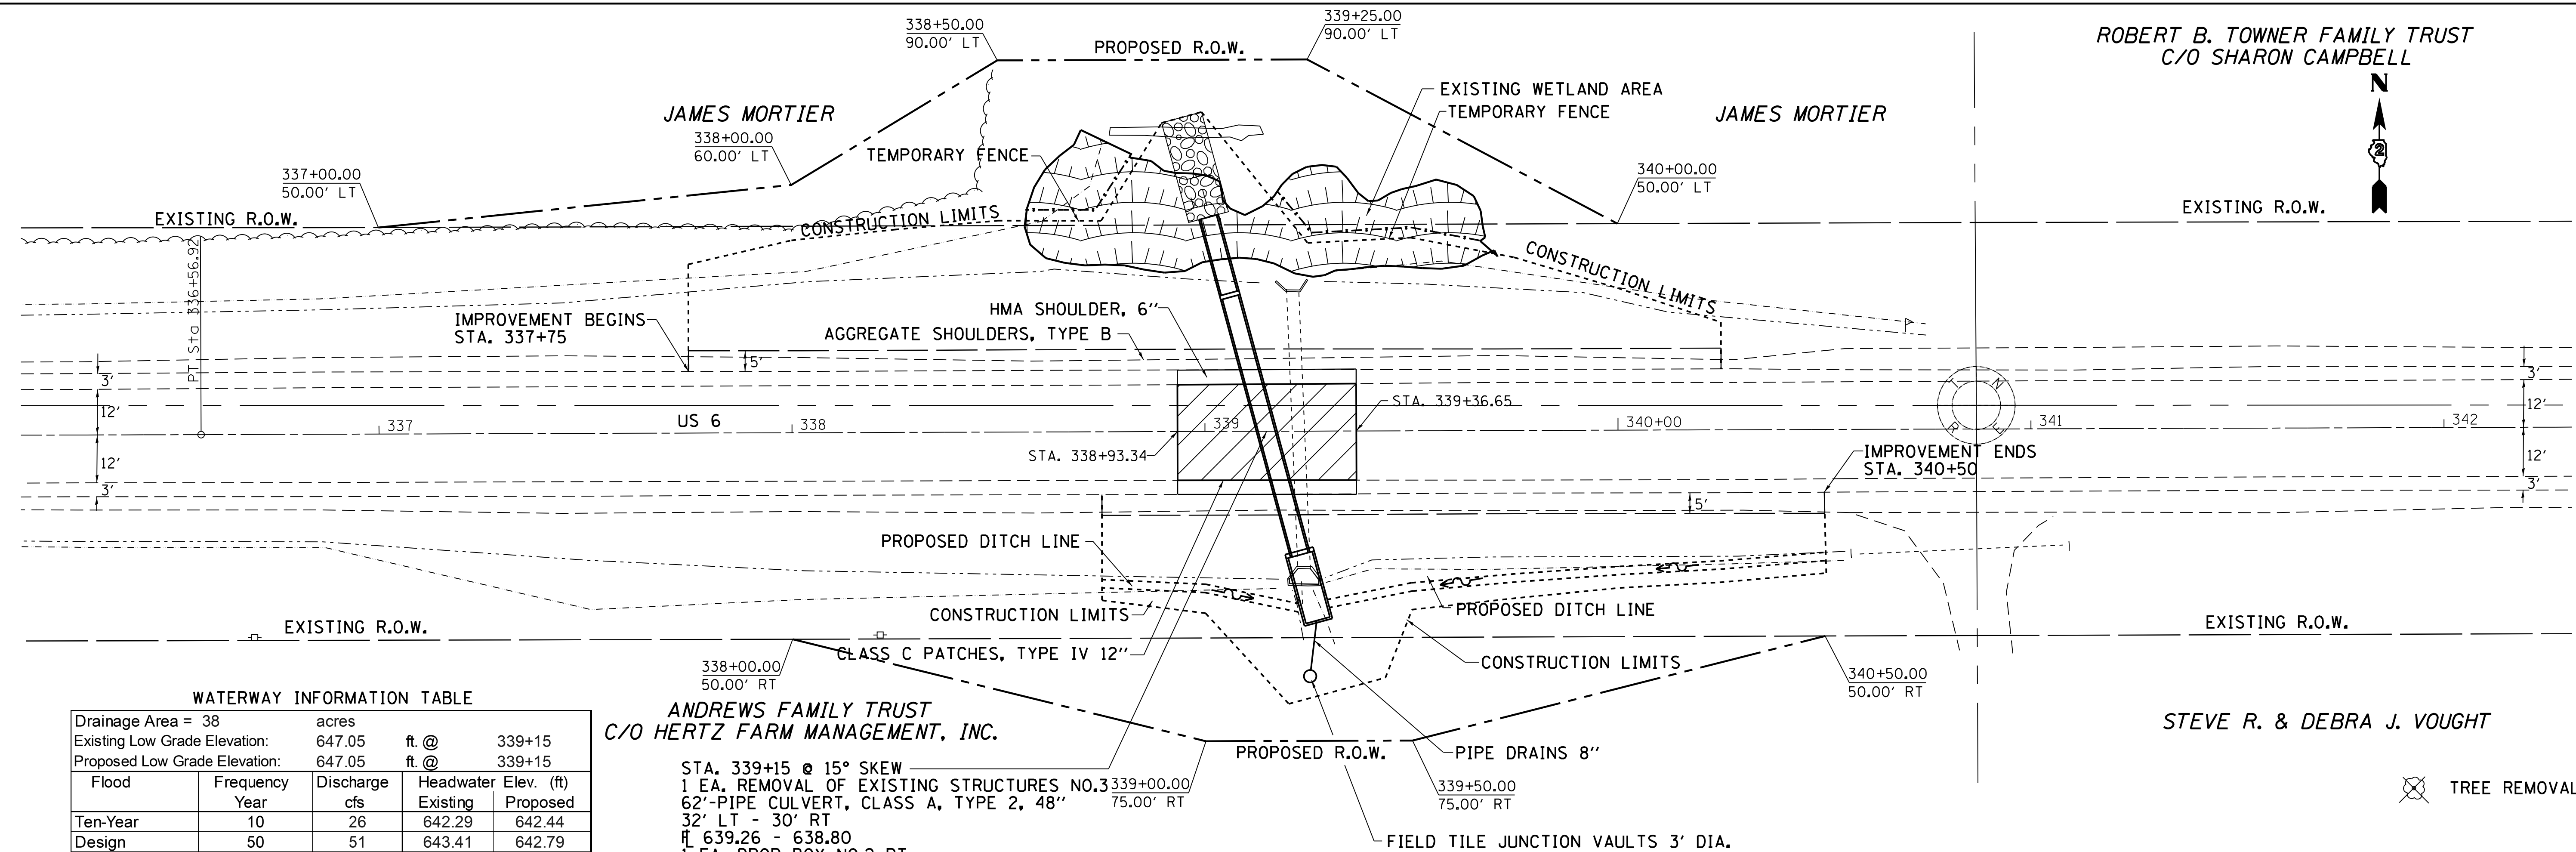 338+50.00
90.00' LT
PROPOSED R.O.W.
339+25.00
90.00' LT
ROBERT B. TOWNER FAMILY TRUST
C/O SHARON CAMPBELL
N
2
JAMES MORTIER
338+00.00
60.00' LT
TEMPORARY FENCE
EXISTING WETLAND AREA
TEMPORARY FENCE
JAMES MORTIER
337+00.00
50.00' LT
340+00.00
50.00' LT
EXISTING R.O.W.
CONSTRUCTION LIMITS
EXISTING R.O.W.
PT Sta 336+56.92
CONSTRUCTION LIMITS
IMPROVEMENT BEGINS
STA. 337+75
HMA SHOULDER, 6"
AGGREGATE SHOULDERS, TYPE B
5'
3'
12'
12'
3'
337
US 6
338
339
STA. 339+36.65
340+00
T N
R E
341
342
3'
12'
12'
3'
STA. 338+93.34
IMPROVEMENT ENDS
STA. 340+50
5'
PROPOSED DITCH LINE
CONSTRUCTION LIMITS
PROPOSED DITCH LINE
EXISTING R.O.W.
EXISTING R.O.W.
CLASS C PATCHES, TYPE IV 12"
CONSTRUCTION LIMITS
338+00.00
50.00' RT
340+50.00
50.00' RT
ANDREWS FAMILY TRUST
C/O HERTZ FARM MANAGEMENT, INC.
PROPOSED R.O.W.
PIPE DRAINS 8"
STEVE R. & DEBRA J. VOUGHT
339+00.00
75.00' RT
339+50.00
75.00' RT
FIELD TILE JUNCTION VAULTS 3' DIA.
TREE REMOVAL
STA. 339+15 @ 15° SKEW
1 EA. REMOVAL OF EXISTING STRUCTURES NO.3
62'-PIPE CULVERT, CLASS A, TYPE 2, 48"
32' LT - 30' RT
FL 639.26 - 638.80
1 EA. DROP BOX NO.2 RT
WATERWAY INFORMATION TABLE
Drainage Area = 38 acres
Existing Low Grade Elevation: 647.05 ft. @ 339+15
Proposed Low Grade Elevation: 647.05 ft. @ 339+15
Flood Frequency Discharge Headwater Elev. (ft)
Year cfs Existing Proposed
Ten-Year 10 26 642.29 642.44
Design 50 51 643.41 642.79